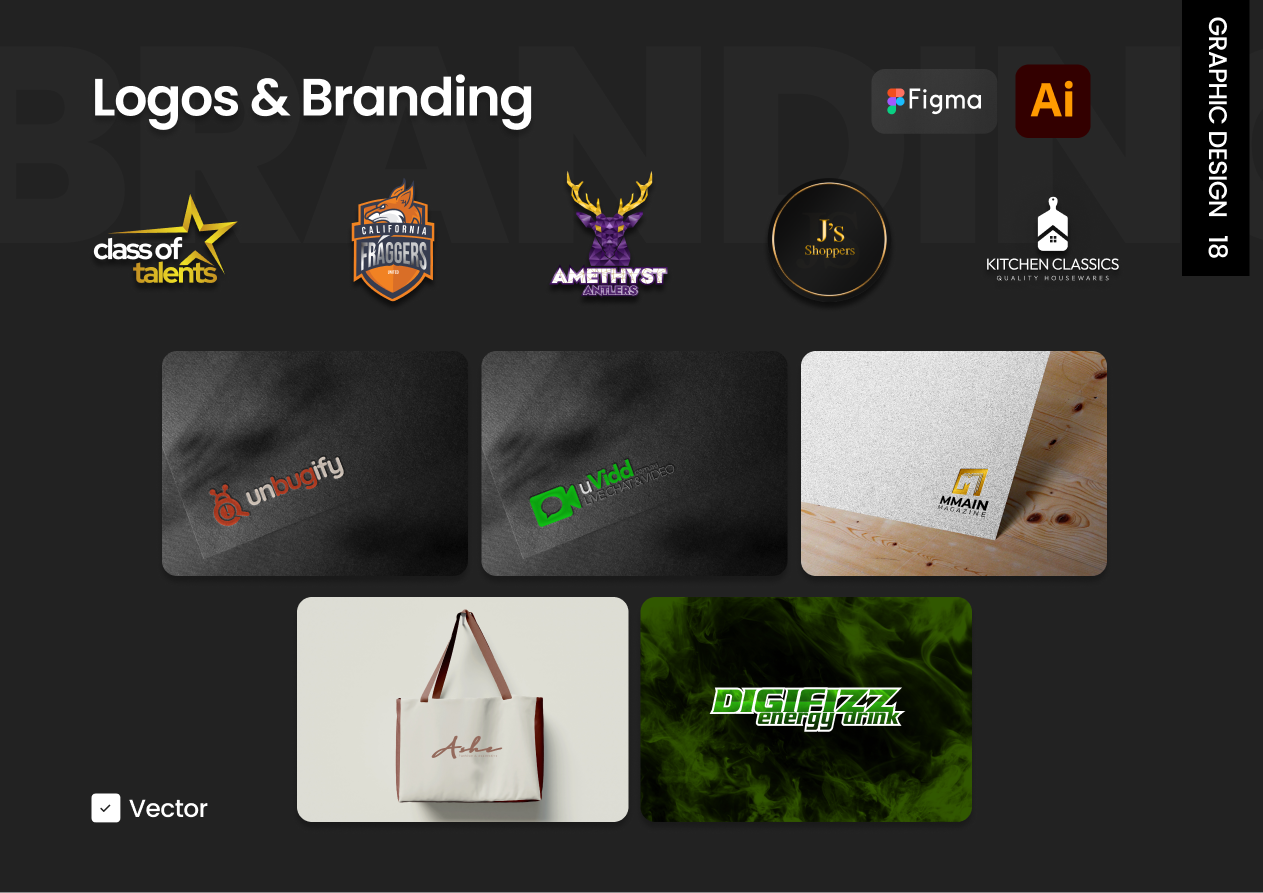 BRANDING
Logos & Branding
Figma
Ai
GRAPHIC DESIGN 18
class of
talents
CALIFORNIA
FRAGGERS
AMETHYST
ANTLERS
J's
Shoppers
KITCHEN CLASSICS
QUALITY HOUSEWARES
unbugify
uVidd
LIVE CHAT & VIDEO
MMAIN
MAGAZINE
Ashe
DIGIFIZZ
energy drink
Vector